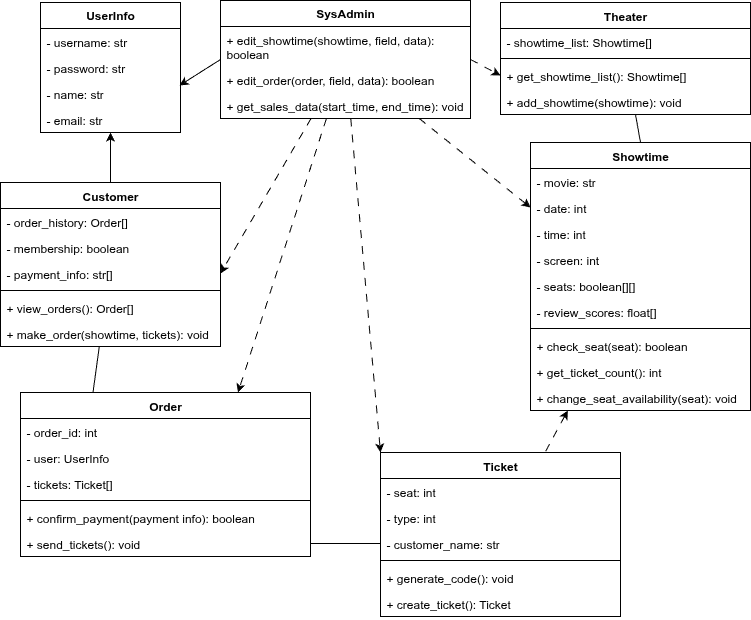 UserInfo
- username: str
- password: str
- name: str
- email: str
SysAdmin
+ edit_showtime(showtime, field, data):
boolean
+ edit_order(order, field, data): boolean
+ get_sales_data(start_time, end_time): void
Theater
- showtime_list: Showtime[]
+ get_showtime_list(): Showtime[]
+ add_showtime(showtime): void
Customer
- order_history: Order[]
- membership: boolean
- payment_info: str[]
+ view_orders(): Order[]
+ make_order(showtime, tickets): void
Showtime
- movie: str
- date: int
- time: int
- screen: int
- seats: boolean[][]
- review_scores: float[]
+ check_seat(seat): boolean
+ get_ticket_count(): int
+ change_seat_availability(seat): void
Order
- order_id: int
- user: UserInfo
- tickets: Ticket[]
+ confirm_payment(payment info): boolean
+ send_tickets(): void
Ticket
- seat: int
- type: int
- customer_name: str
+ generate_code(): void
+ create_ticket(): Ticket